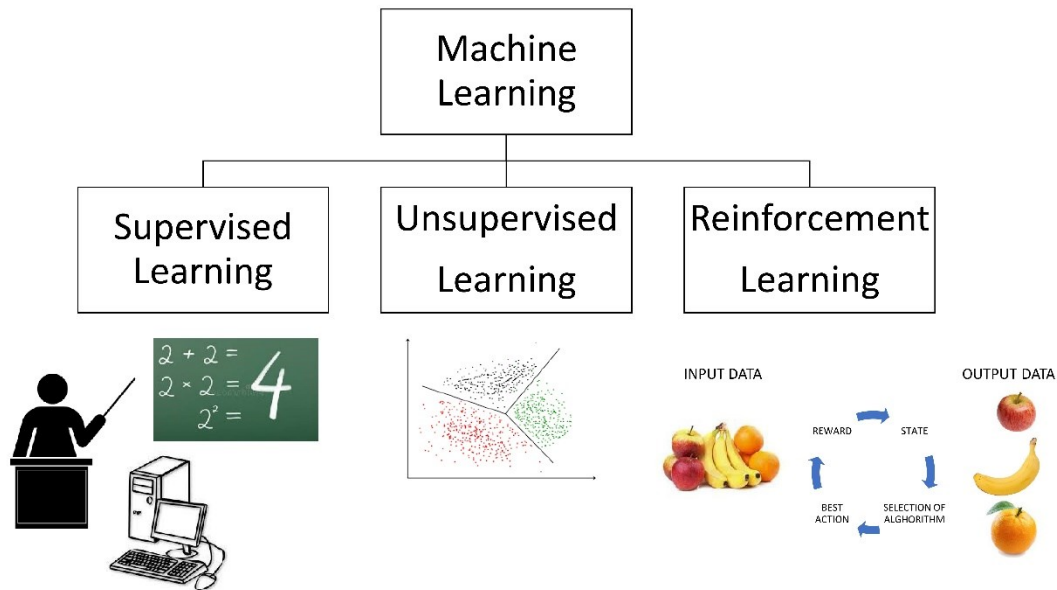 Machine
Learning
Supervised
Learning
Unsupervised
Learning
Reinforcement
Learning
2 + 2 =
2 × 2 =
2² =
4
INPUT DATA
OUTPUT DATA
REWARD
STATE
BEST
ACTION
SELECTION OF
ALGHORITHM